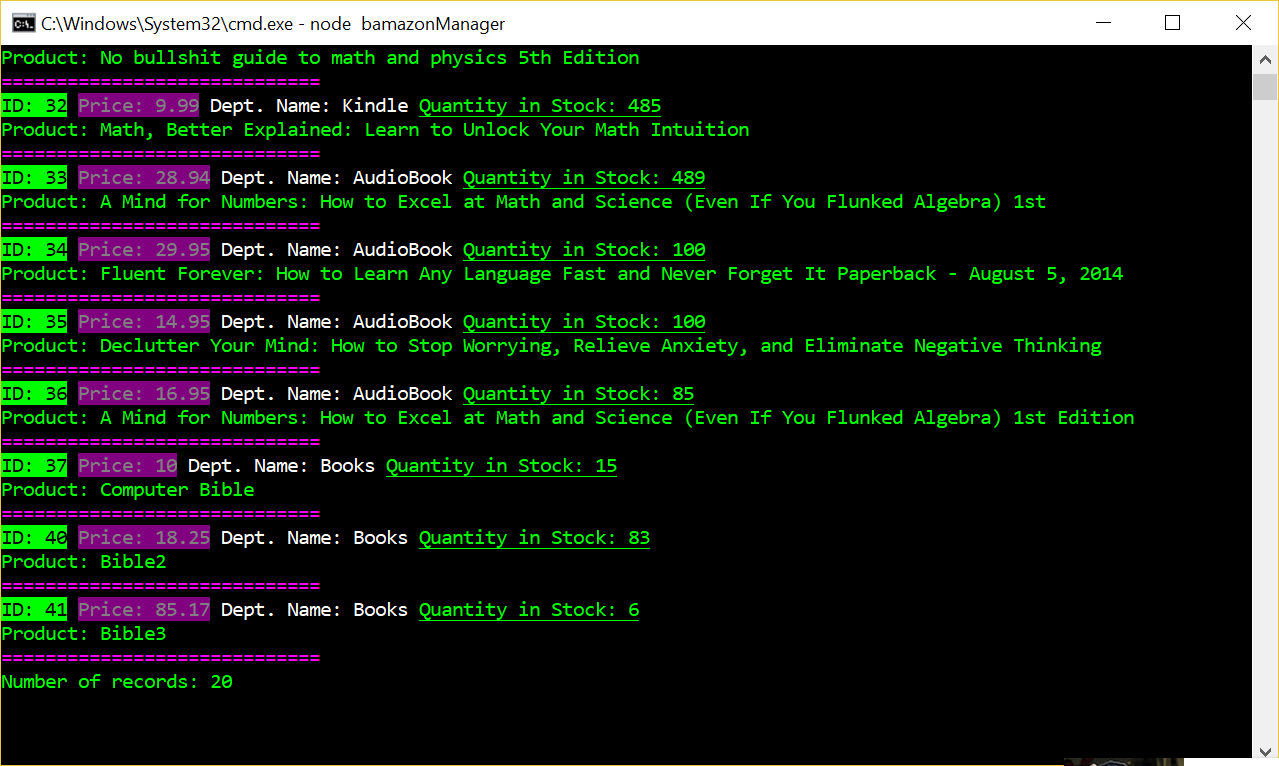 C:\Windows\System32\cmd.exe - node  bamazonManager
Product: No bullshit guide to math and physics 5th Edition
=============================
ID: 32 Price: 9.99 Dept. Name: Kindle Quantity in Stock: 485
Product: Math, Better Explained: Learn to Unlock Your Math Intuition
=============================
ID: 33 Price: 28.94 Dept. Name: AudioBook Quantity in Stock: 489
Product: A Mind for Numbers: How to Excel at Math and Science (Even If You Flunked Algebra) 1st
=============================
ID: 34 Price: 29.95 Dept. Name: AudioBook Quantity in Stock: 100
Product: Fluent Forever: How to Learn Any Language Fast and Never Forget It Paperback - August 5, 2014
=============================
ID: 35 Price: 14.95 Dept. Name: AudioBook Quantity in Stock: 100
Product: Declutter Your Mind: How to Stop Worrying, Relieve Anxiety, and Eliminate Negative Thinking
=============================
ID: 36 Price: 16.95 Dept. Name: AudioBook Quantity in Stock: 85
Product: A Mind for Numbers: How to Excel at Math and Science (Even If You Flunked Algebra) 1st Edition
=============================
ID: 37 Price: 10 Dept. Name: Books Quantity in Stock: 15
Product: Computer Bible
=============================
ID: 40 Price: 18.25 Dept. Name: Books Quantity in Stock: 83
Product: Bible2
=============================
ID: 41 Price: 85.17 Dept. Name: Books Quantity in Stock: 6
Product: Bible3
=============================
Number of records: 20